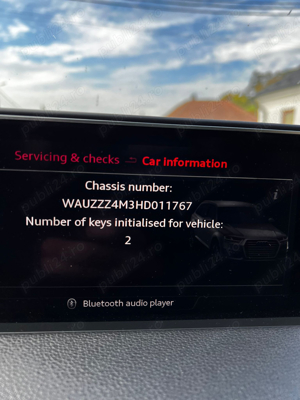 Servicing & checks Car information
Chassis number:
WAUZZZ4M3HD011767
Number of keys initialised for vehicle:
2
Bluetooth audio player